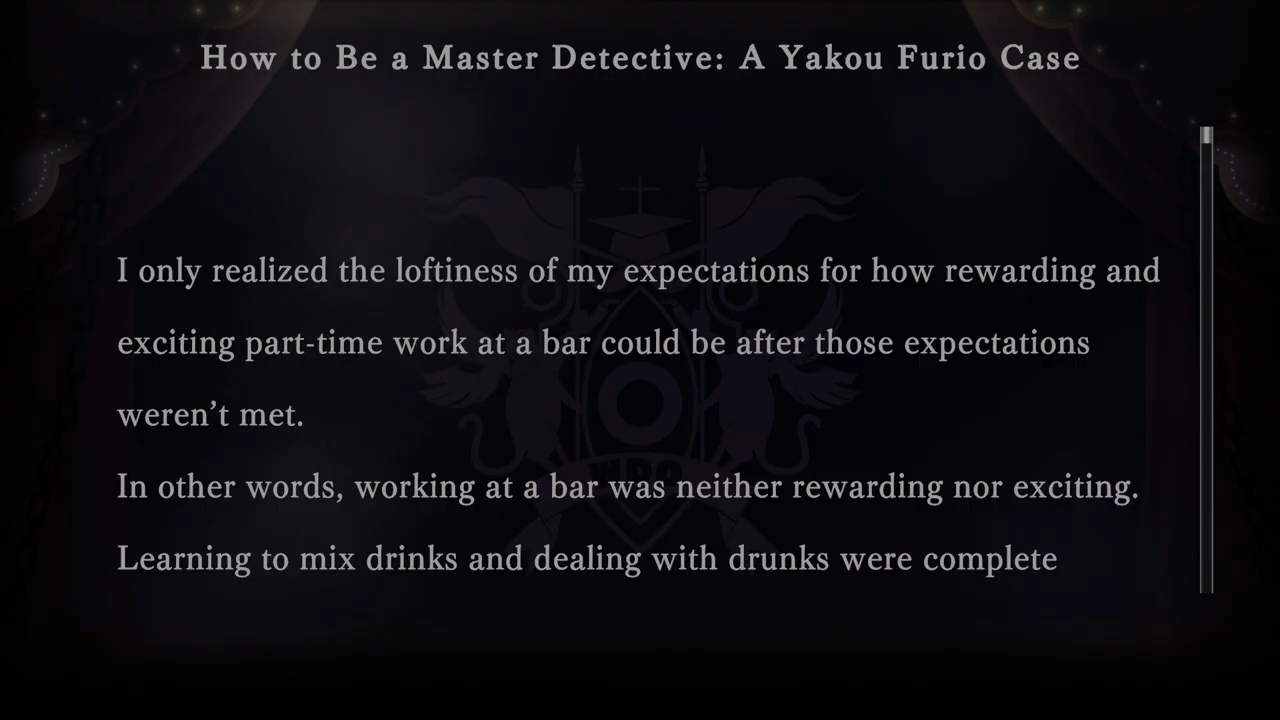 How to Be a Master Detective: A Yakou Furio Case
I only realized the loftiness of my expectations for how rewarding and
exciting part-time work at a bar could be after those expectations
weren’t met.
In other words, working at a bar was neither rewarding nor exciting.
Learning to mix drinks and dealing with drunks were complete
WDO